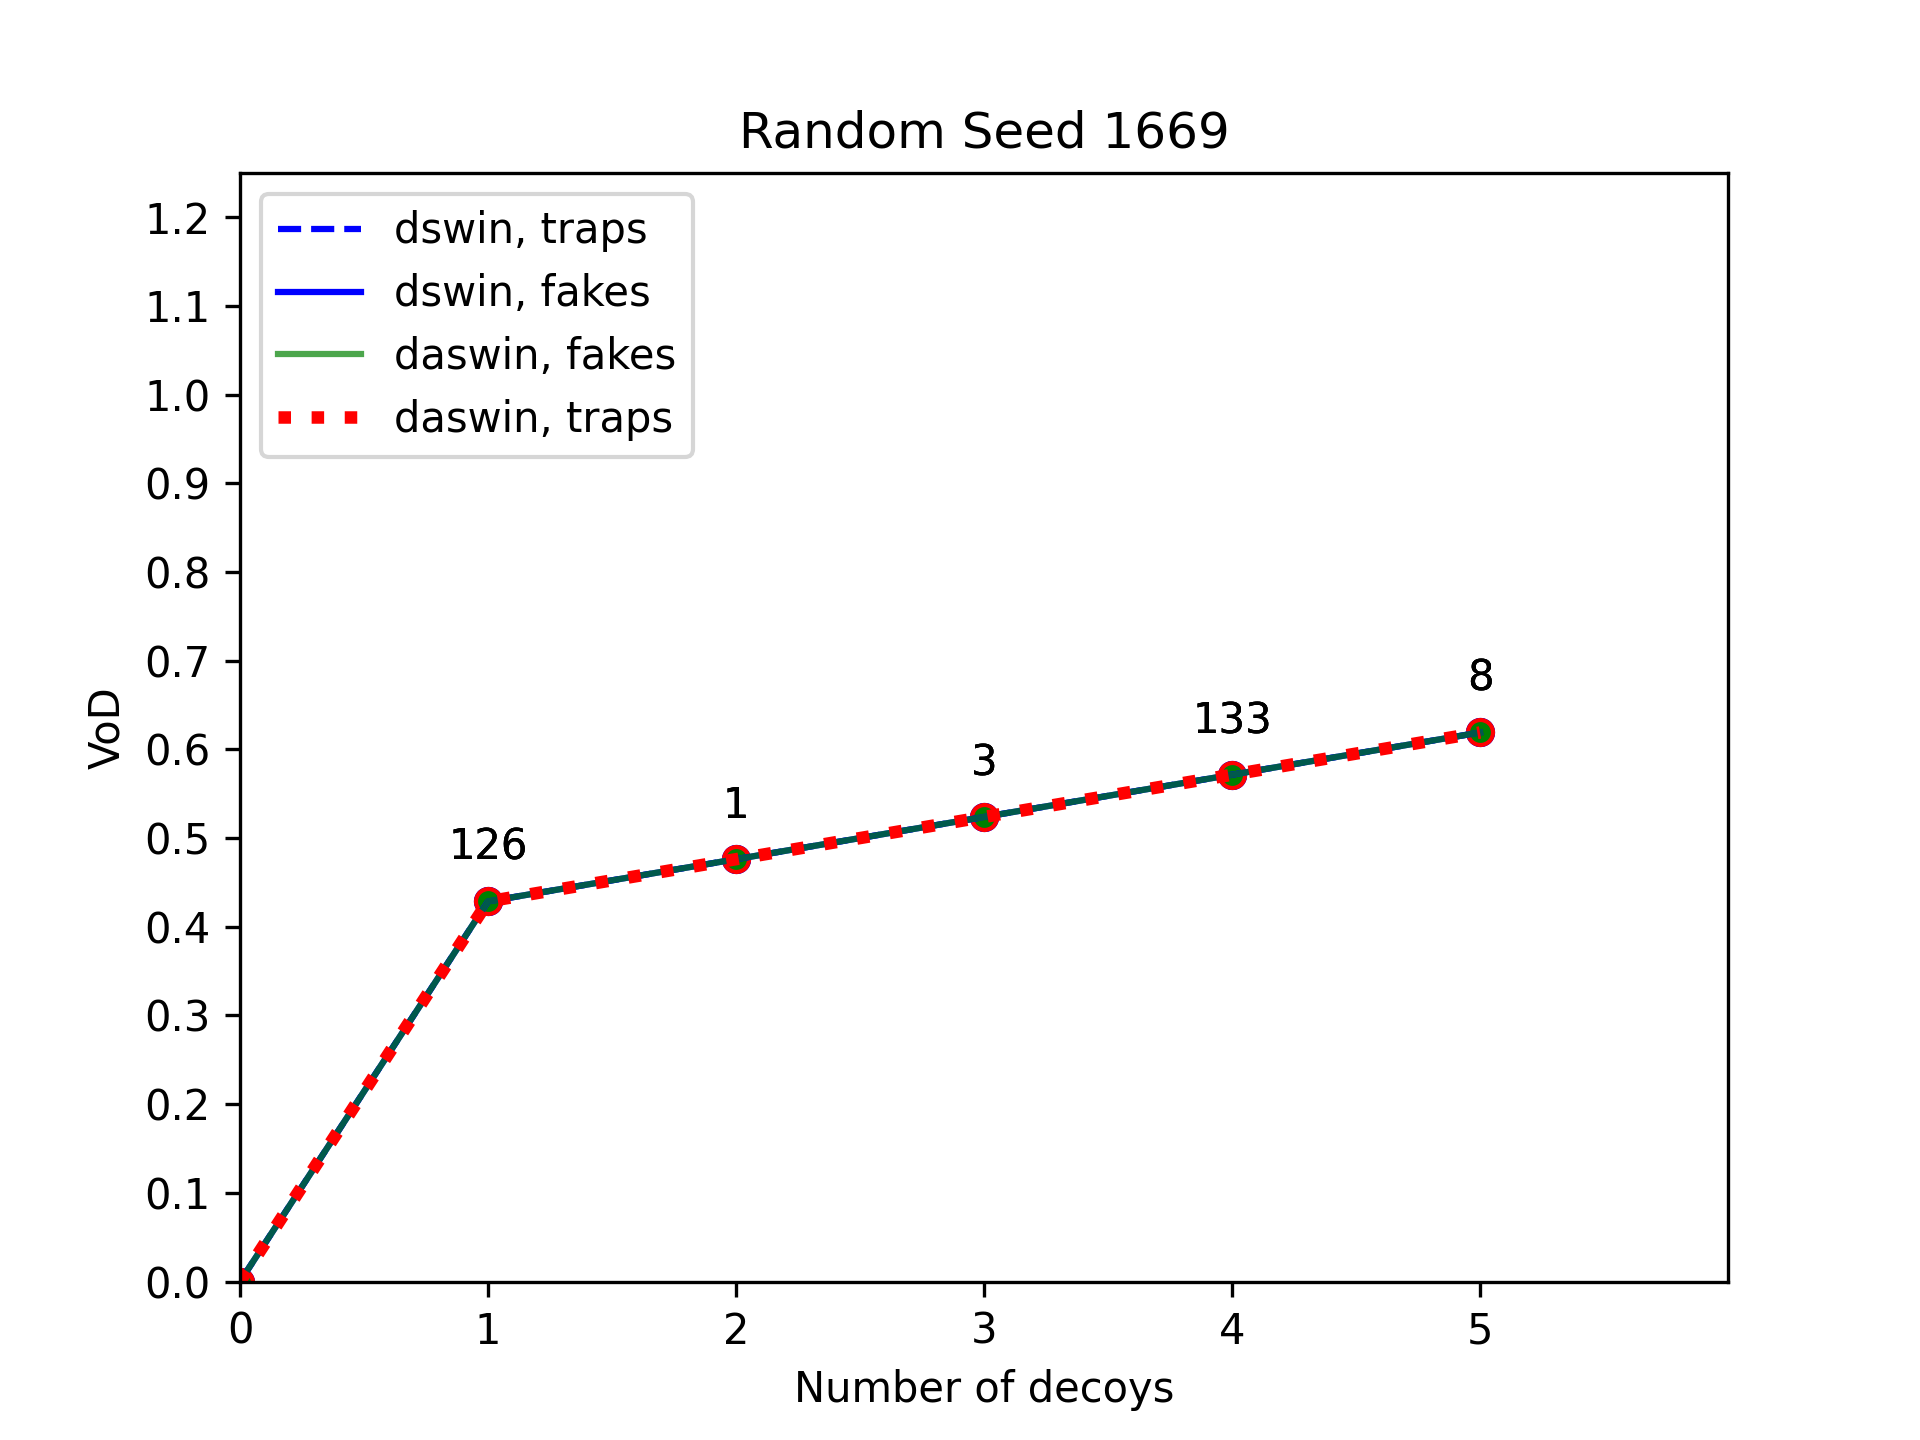 Random Seed 1669
1.2
1.1
1.0
0.9
0.8
0.7
0.6
0.5
0.4
0.3
0.2
0.1
0.0
VoD
dswin, traps
dswin, fakes
daswin, fakes
daswin, traps
126
1
3
133
8
0 1 2 3 4 5
Number of decoys